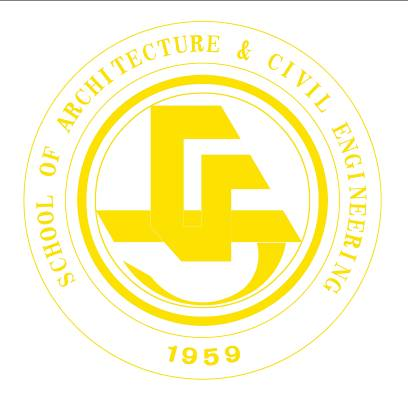 SCHOOL OF ARCHITECTURE & CIVIL ENGINEERING
1959